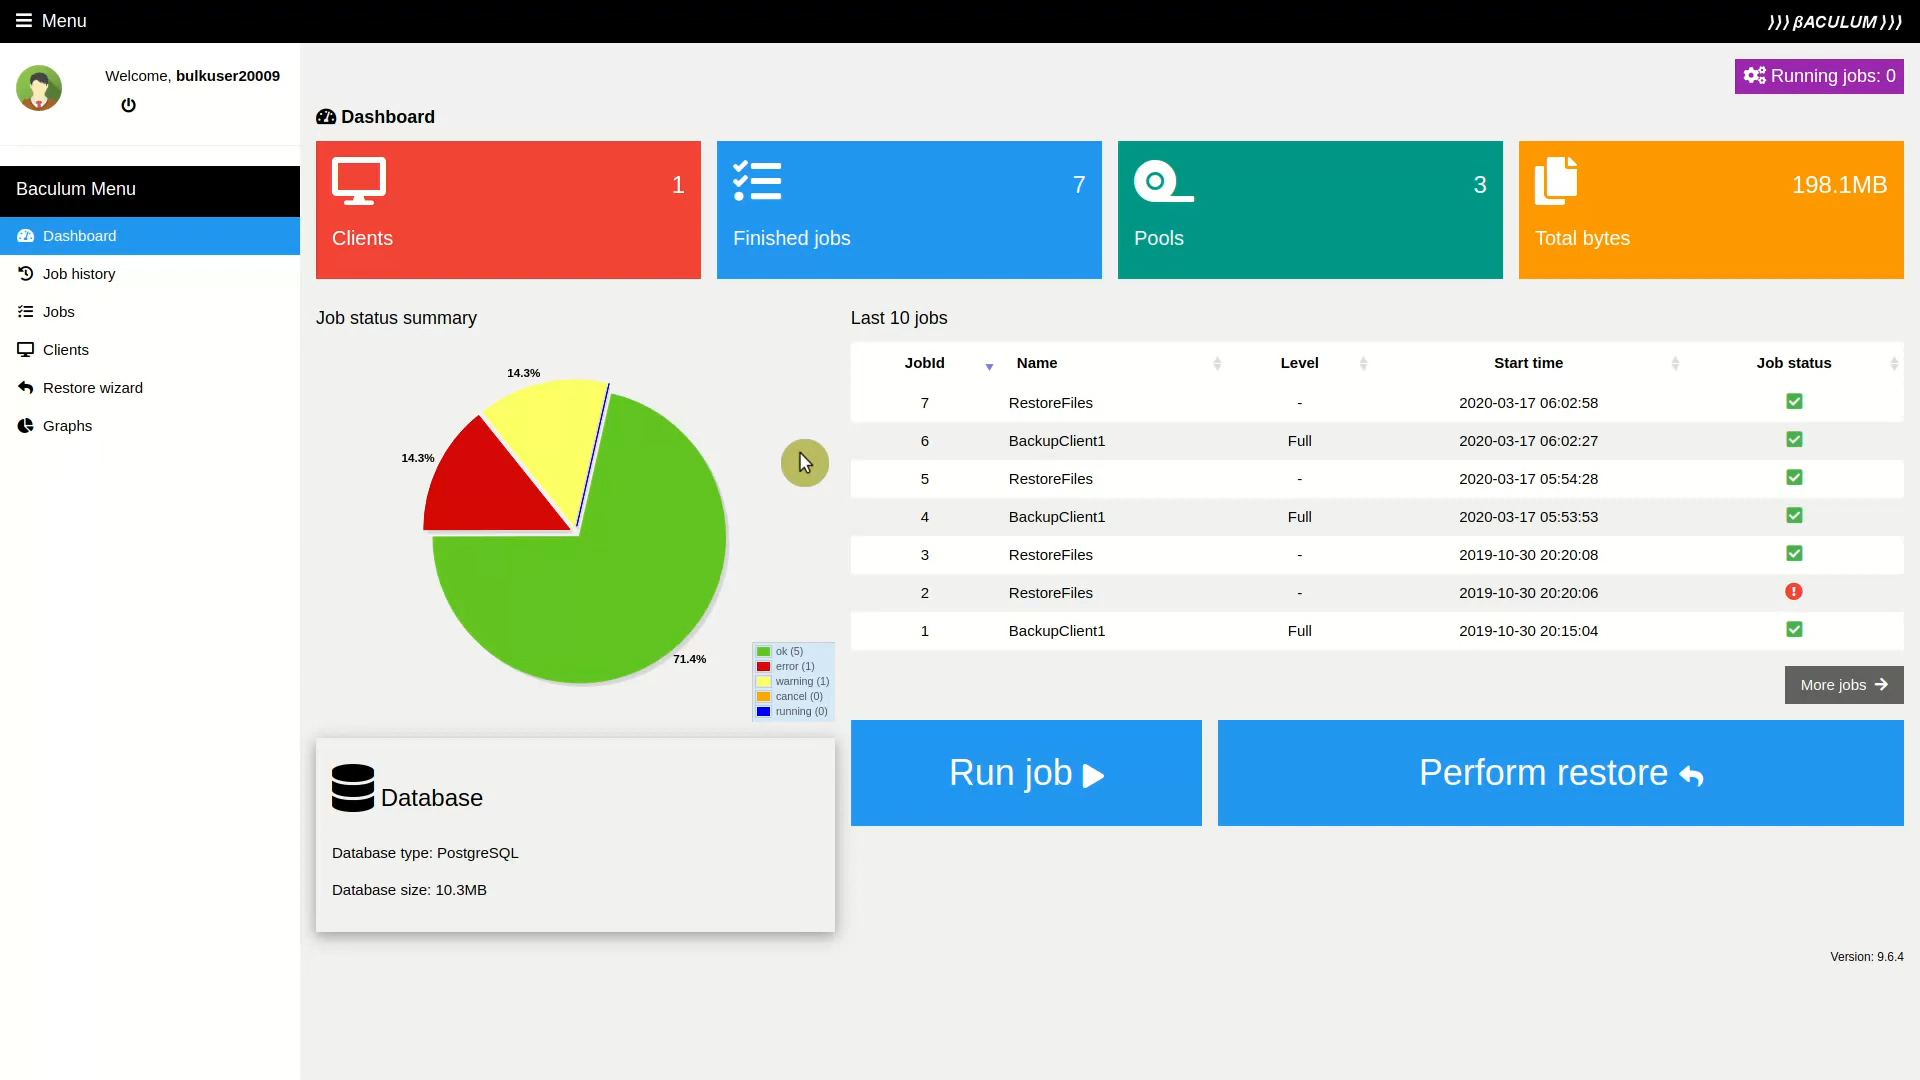 Menu
))) βACULUM )))
Welcome, bulkuser20009
Running jobs: 0
Dashboard
Baculum Menu
Dashboard
Job history
Jobs
Clients
Restore wizard
Graphs
1
Clients
7
Finished jobs
3
Pools
198.1MB
Total bytes
Job status summary
14.3%
14.3%
71.4%
ok (5)
error (1)
warning (1)
cancel (0)
running (0)
Database
Database type: PostgreSQL
Database size: 10.3MB
Last 10 jobs
JobId Name Level Start time Job status
7 RestoreFiles - 2020-03-17 06:02:58
6 BackupClient1 Full 2020-03-17 06:02:27
5 RestoreFiles - 2020-03-17 05:54:28
4 BackupClient1 Full 2020-03-17 05:53:53
3 RestoreFiles - 2019-10-30 20:20:08
2 RestoreFiles - 2019-10-30 20:20:06
1 BackupClient1 Full 2019-10-30 20:15:04
More jobs
Run job
Perform restore
Version: 9.6.4